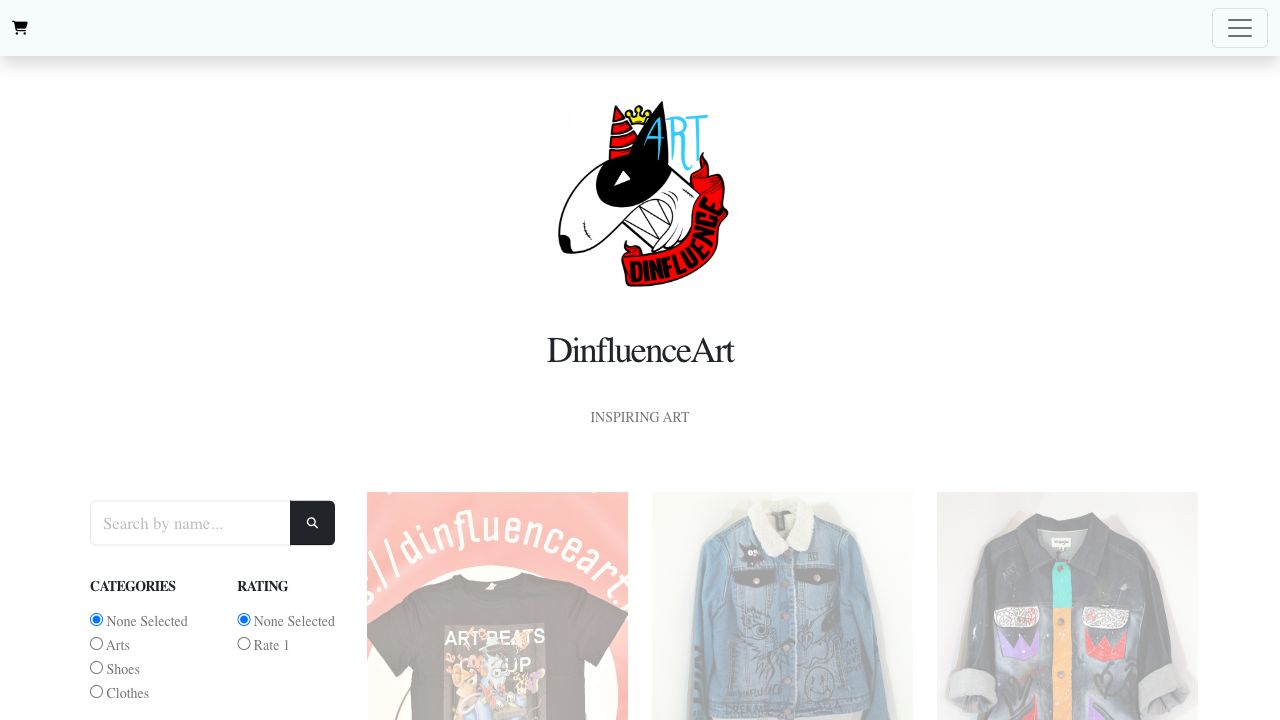 ART
DINFLUENCE
DinfluenceArt
INSPIRING ART
Search by name...
CATEGORIES
None Selected
Arts
Shoes
Clothes
RATING
None Selected
Rate 1
s://dinfluenceart.
ART BEATS
UP
DINFLUENCE